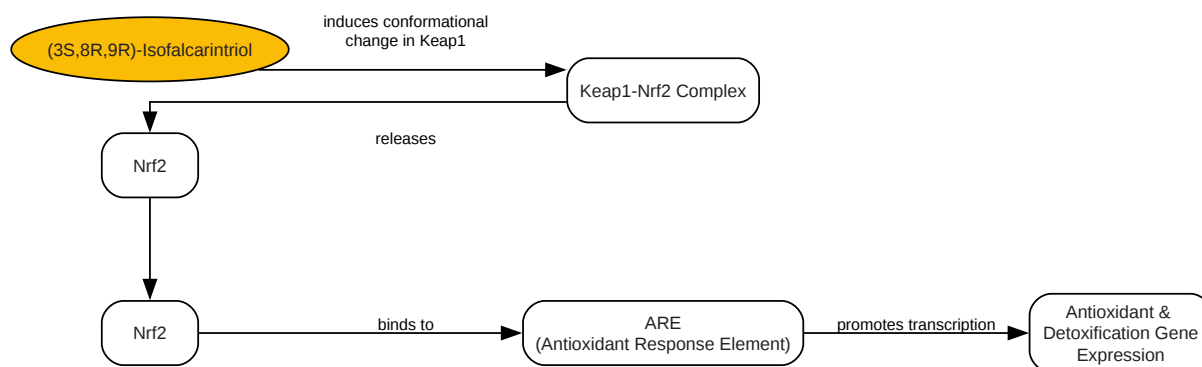 induces conformational
change in Keap1
(3S,8R,9R)-Isofalcarintriol
Keap1-Nrf2 Complex
releases
Nrf2
Nrf2
binds to
ARE
(Antioxidant Response Element)
promotes transcription
Antioxidant &
Detoxification Gene
Expression